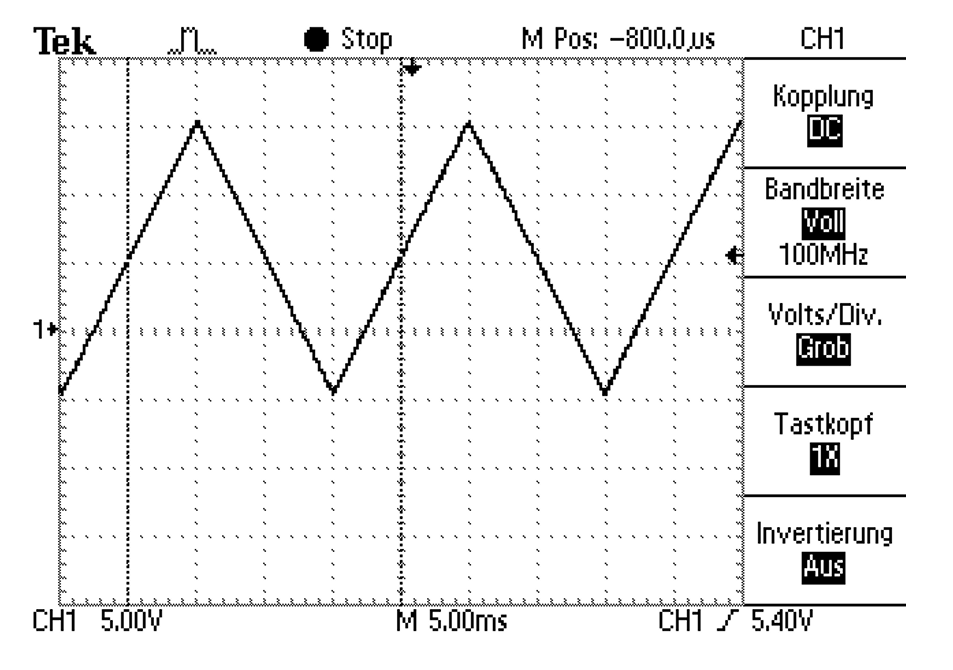 Tek Stop M Pos: -800.0µs CH1
Kopplung
DC
Bandbreite
Voll
100MHz
Volts/Div.
Grob
1
Tastkopf
1X
Invertierung
Aus
CH1 5.00V M 5.00ms CH1 5.40V